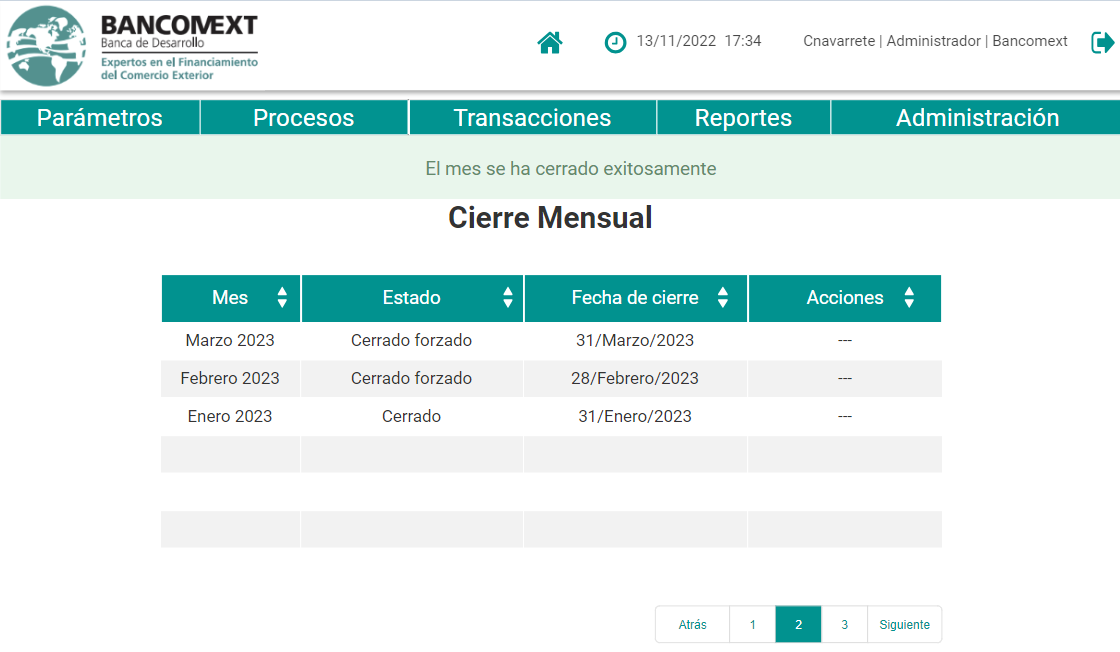 BANCOMEXT
Banca de Desarrollo
Expertos en el Financiamiento
del Comercio Exterior
13/11/2022 17:34
Cnavarrete | Administrador | Bancomext
Parámetros Procesos Transacciones Reportes Administración
El mes se ha cerrado exitosamente
Cierre Mensual
Mes Estado Fecha de cierre Acciones
Marzo 2023 Cerrado forzado 31/Marzo/2023 ---
Febrero 2023 Cerrado forzado 28/Febrero/2023 ---
Enero 2023 Cerrado 31/Enero/2023 ---
Atrás 1 2 3 Siguiente